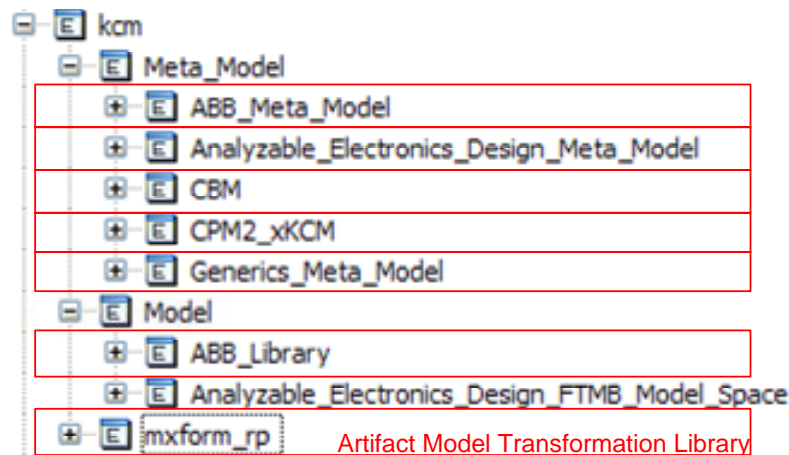 kcm
Meta_Model
ABB_Meta_Model
Analyzable_Electronics_Design_Meta_Model
CBM
CPM2_xKCM
Generics_Meta_Model
Model
ABB_Library
Analyzable_Electronics_Design_FTMB_Model_Space
mxform_rp Artifact Model Transformation Library